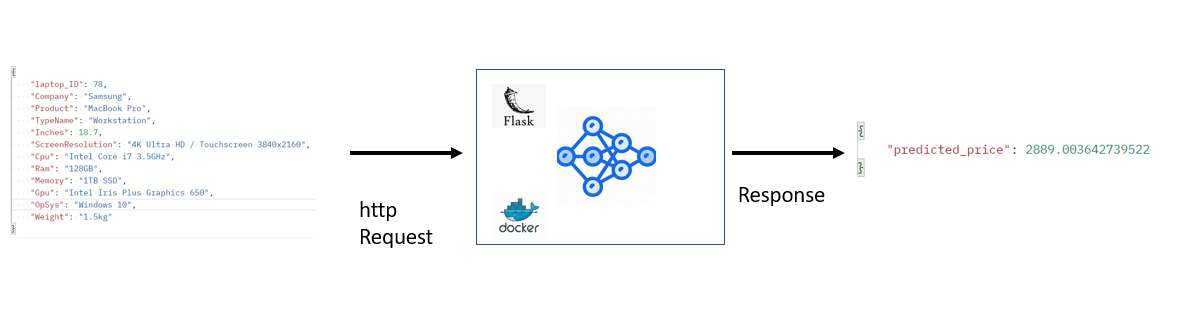 {
"laptop_ID": 78,
"Company": "Samsung",
"Product": "MacBook Pro",
"TypeName": "Workstation",
"Inches": 18.7,
"ScreenResolution": "4K Ultra HD / Touchscreen 3840x2160",
"Cpu": "Intel Core i7 3.5GHz",
"Ram": "128GB",
"Memory": "1TB SSD",
"Gpu": "Intel Iris Plus Graphics 650",
"OpSys": "Windows 10",
"Weight": "1.5kg"
}
http
Request
Flask
docker
Response
{
"predicted_price": 2889.003642739522
}